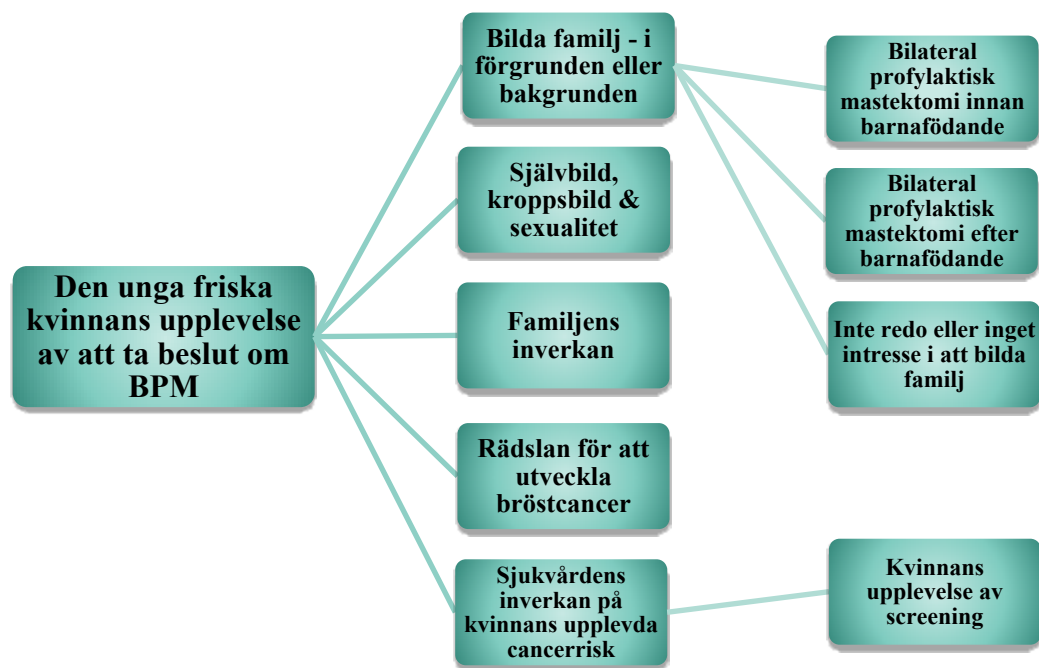 Den unga friska
kvinnans upplevelse
av att ta beslut om
BPM
Bilda familj - i
förgrunden eller
bakgrunden
Självbild,
kroppsbild &
sexualitet
Familjens
inverkan
Rädslan för att
utveckla
bröstcancer
Sjukvårdens
inverkan på
kvinnans upplevda
cancerrisk
Bilateral
profylaktisk
mastektomi innan
barnafödande
Bilateral
profylaktisk
mastektomi efter
barnafödande
Inte redo eller inget
intresse i att bilda
familj
Kvinnans
upplevelse av
screening